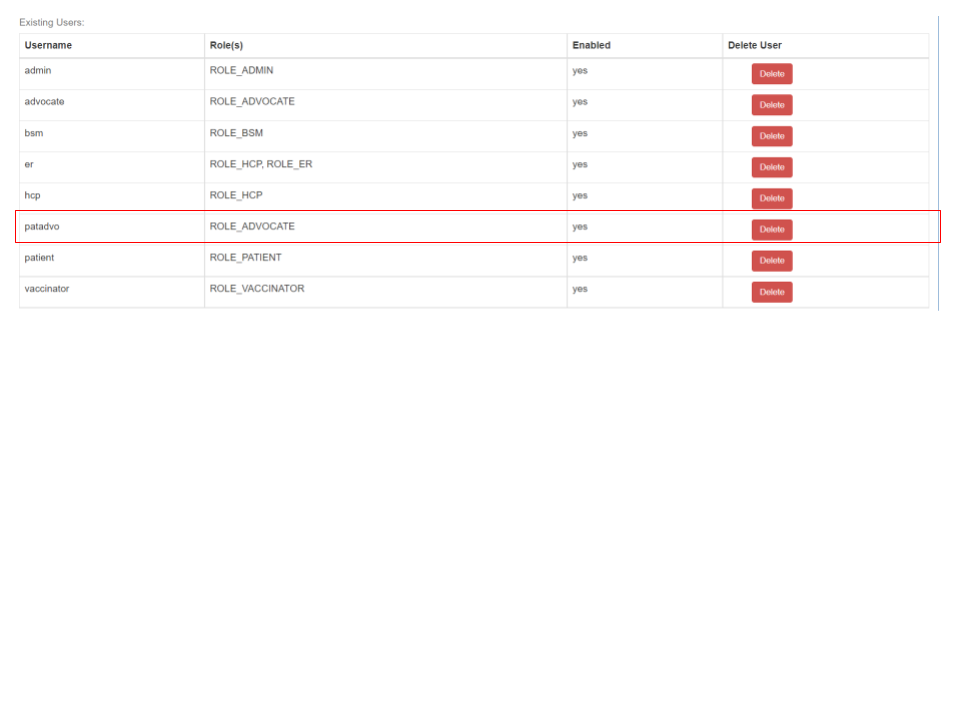 Existing Users:
Username Role(s) Enabled Delete User
admin ROLE_ADMIN yes Delete
advocate ROLE_ADVOCATE yes Delete
bsm ROLE_BSM yes Delete
er ROLE_HCP, ROLE_ER yes Delete
hcp ROLE_HCP yes Delete
patadvo ROLE_ADVOCATE yes Delete
patient ROLE_PATIENT yes Delete
vaccinator ROLE_VACCINATOR yes Delete